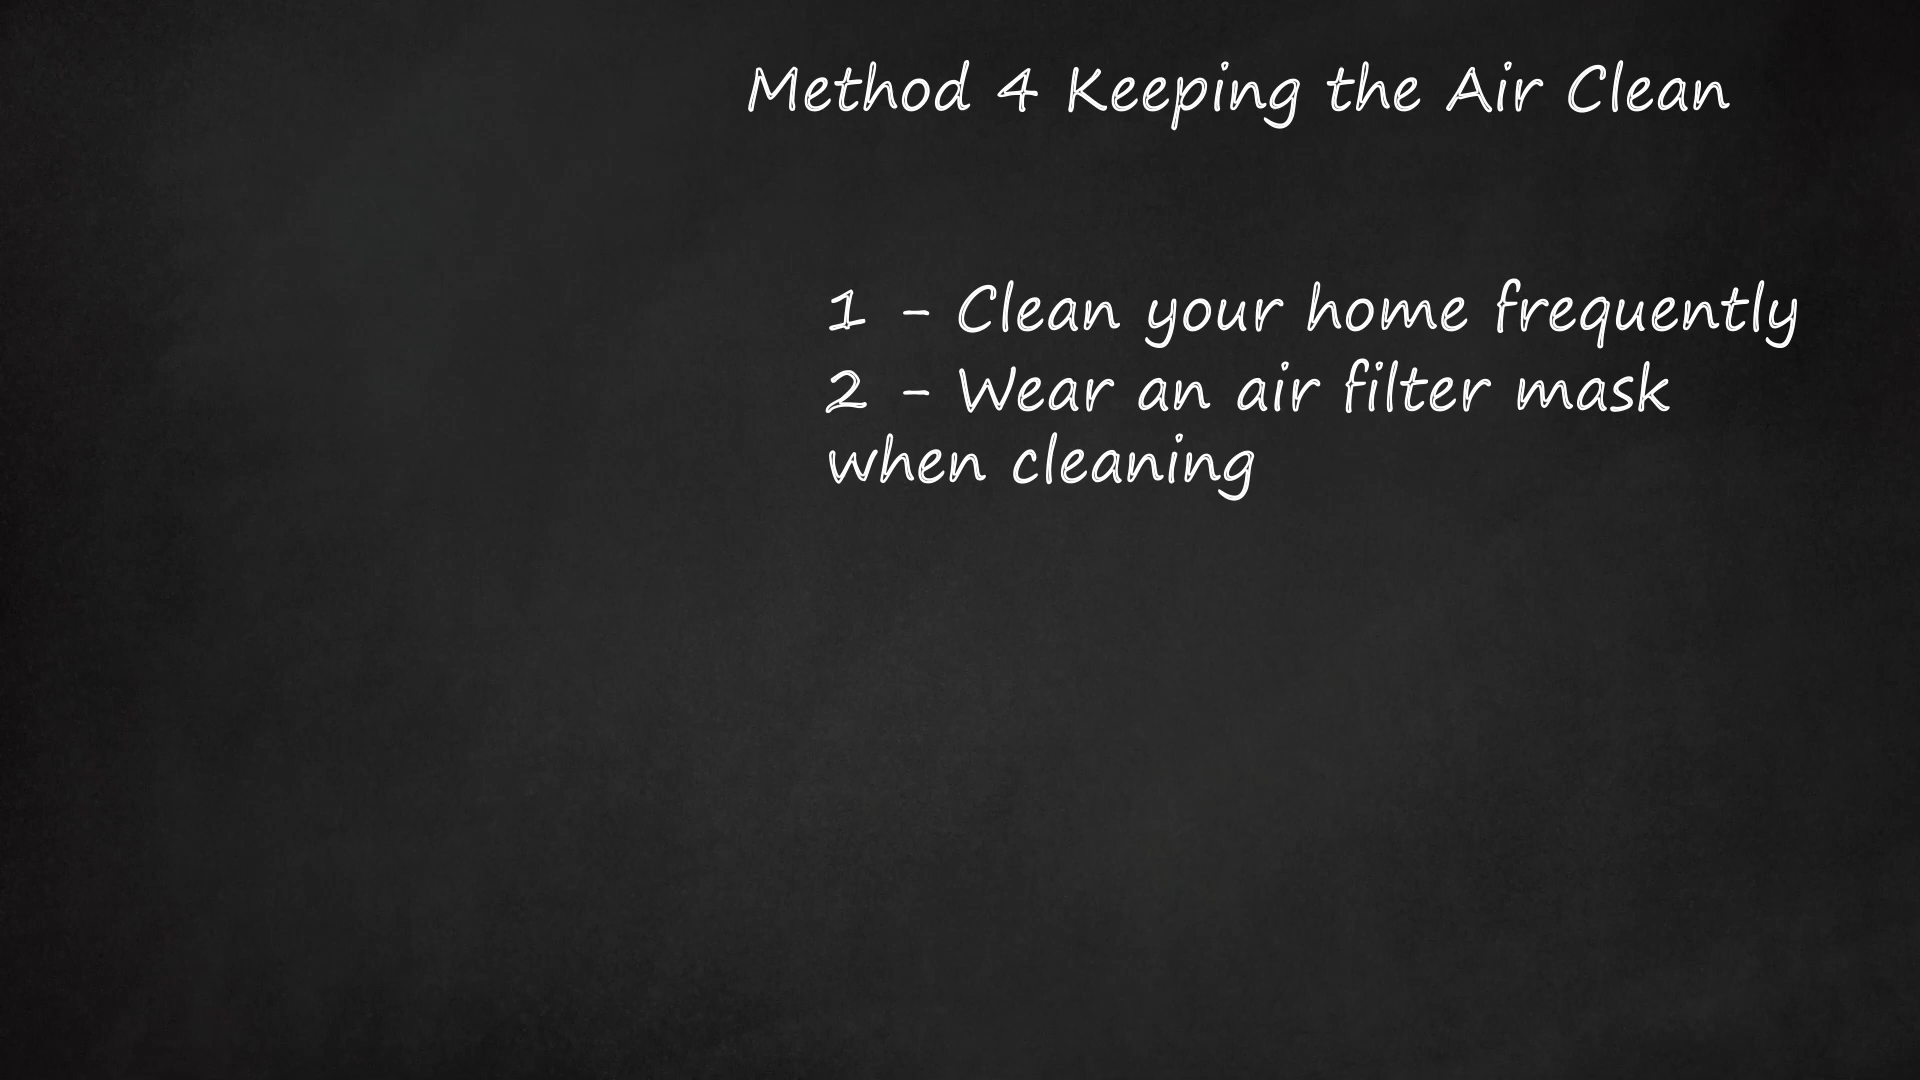 Method 4 Keeping the Air Clean
1 - Clean your home frequently
2 - Wear an air filter mask
when cleaning